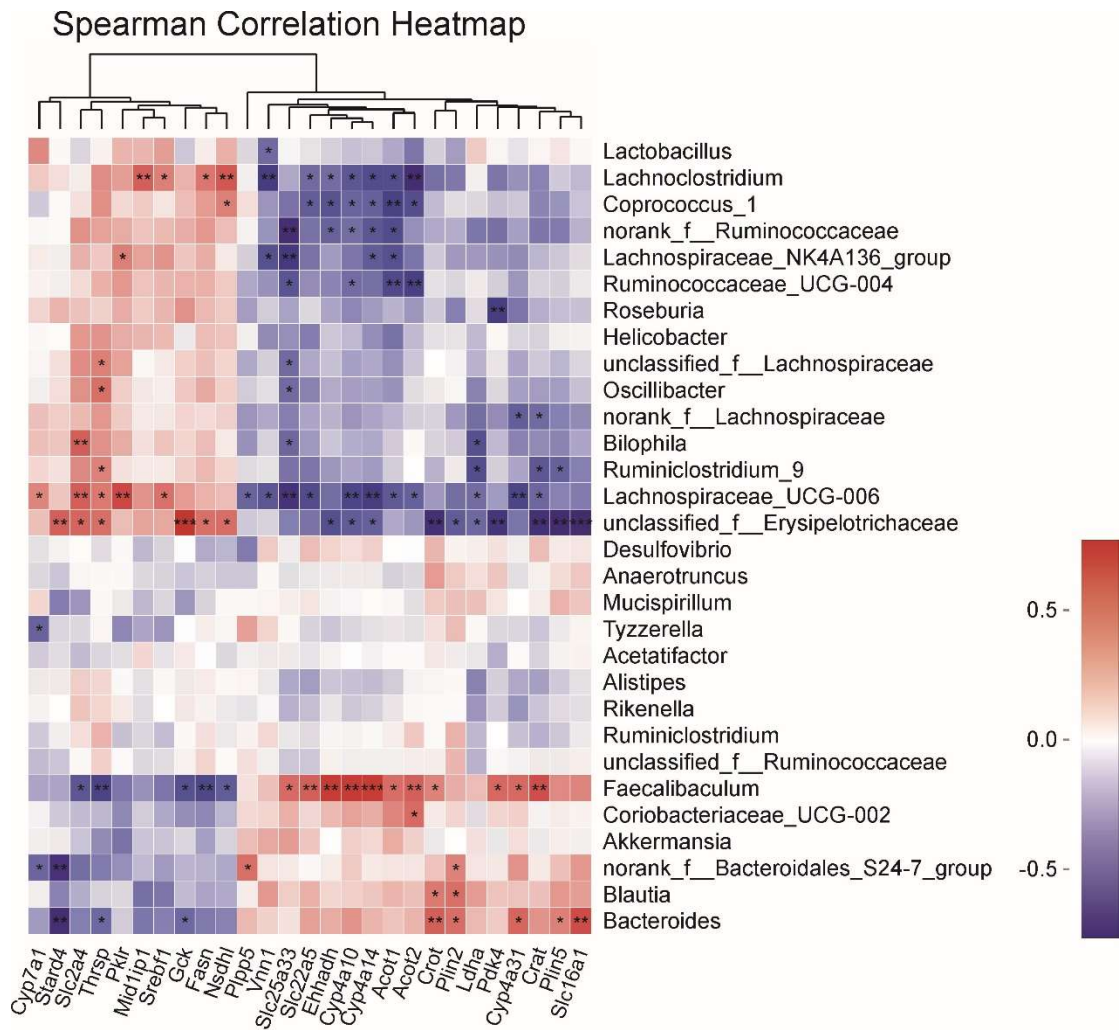 Spearman Correlation Heatmap
* Lactobacillus
** * * ** ** * * * * * ** Lachnoclostridium
* * * * * ** * Coprococcus_1
** * * * * norank_f__Ruminococcaceae
* * ** * * Lachnospiraceae_NK4A136_group
* * ** ** Ruminococcaceae_UCG-004
** Roseburia
Helicobacter
* * unclassified_f__Lachnospiraceae
* * Oscillibacter
* * norank_f__Lachnospiraceae
** * * Bilophila
* * * * Ruminiclostridium_9
* ** * ** * * * ** * ** ** * * * ** * Lachnospiraceae_UCG-006
** * * *** * * * * * ** * * ** ** ** *** unclassified_f__Erysipelotrichaceae
Desulfovibrio
Anaerotruncus
Mucispirillum
* Tyzzerella
Acetatifactor
Alistipes
Rikenella
Ruminiclostridium
unclassified_f__Ruminococcaceae
* ** * ** * * ** ** *** *** * ** * * * ** Faecalibaculum
* Coriobacteriaceae_UCG-002
Akkermansia
* ** * * norank_f__Bacteroidales_S24-7_group
* * Blautia
** * * ** * * * ** Bacteroides
Cyp7a1
Stard4
Slc2a4
Thrsp
Pklr
Mid1ip1
Srebf1
Gck
Fasn
Nsdhl
Plpp5
Vnn1
Slc25a33
Slc22a5
Ehhadh
Cyp4a10
Cyp4a14
Acot1
Acot2
Crot
Plin2
Ldha
Pdk4
Cyp4a31
Crat
Plin5
Slc16a1
0.5
0.0
-0.5